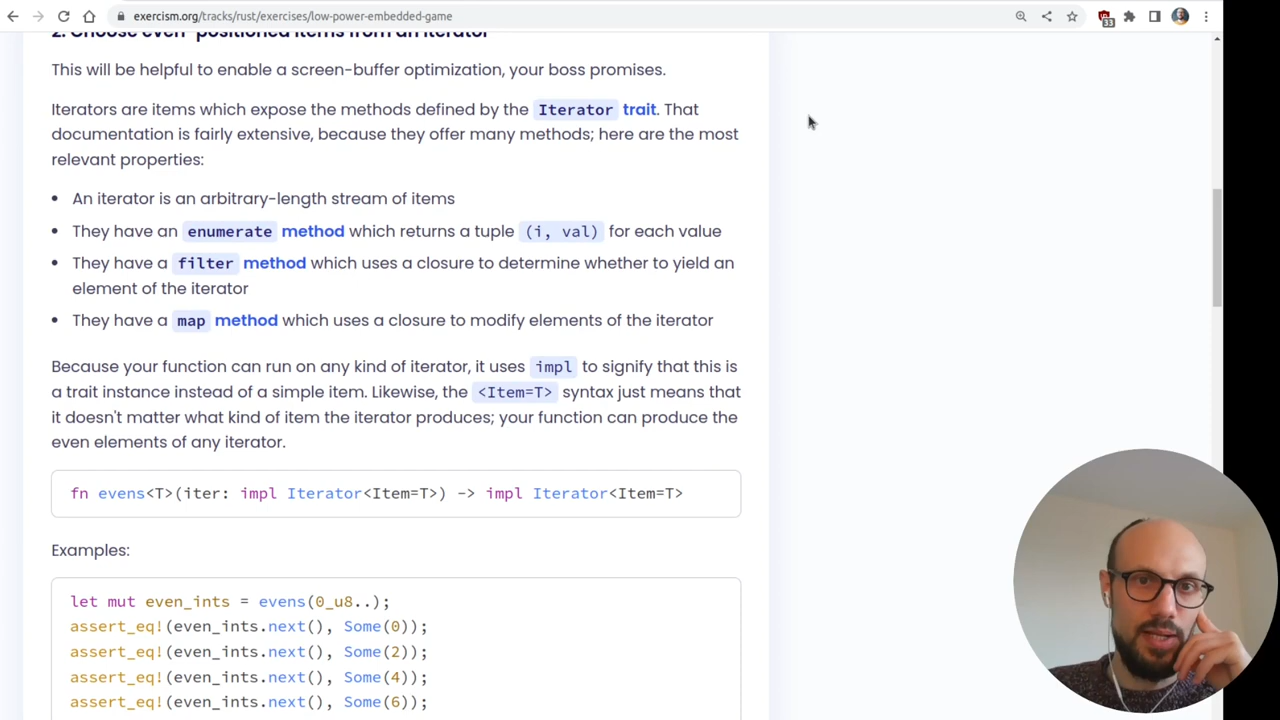 exercism.org/tracks/rust/exercises/low-power-embedded-game
33
2. Choose even-positioned items from an iterator
This will be helpful to enable a screen-buffer optimization, your boss promises.
Iterators are items which expose the methods defined by the Iterator trait. That
documentation is fairly extensive, because they offer many methods; here are the most
relevant properties:
• An iterator is an arbitrary-length stream of items
• They have an enumerate method which returns a tuple (i, val) for each value
• They have a filter method which uses a closure to determine whether to yield an
element of the iterator
• They have a map method which uses a closure to modify elements of the iterator
Because your function can run on any kind of iterator, it uses impl to signify that this is
a trait instance instead of a simple item. Likewise, the <Item=T> syntax just means that
it doesn't matter what kind of item the iterator produces; your function can produce the
even elements of any iterator.
fn evens<T>(iter: impl Iterator<Item=T>) -> impl Iterator<Item=T>
Examples:
let mut even_ints = evens(0_u8..);
assert_eq!(even_ints.next(), Some(0));
assert_eq!(even_ints.next(), Some(2));
assert_eq!(even_ints.next(), Some(4));
assert_eq!(even_ints.next(), Some(6));